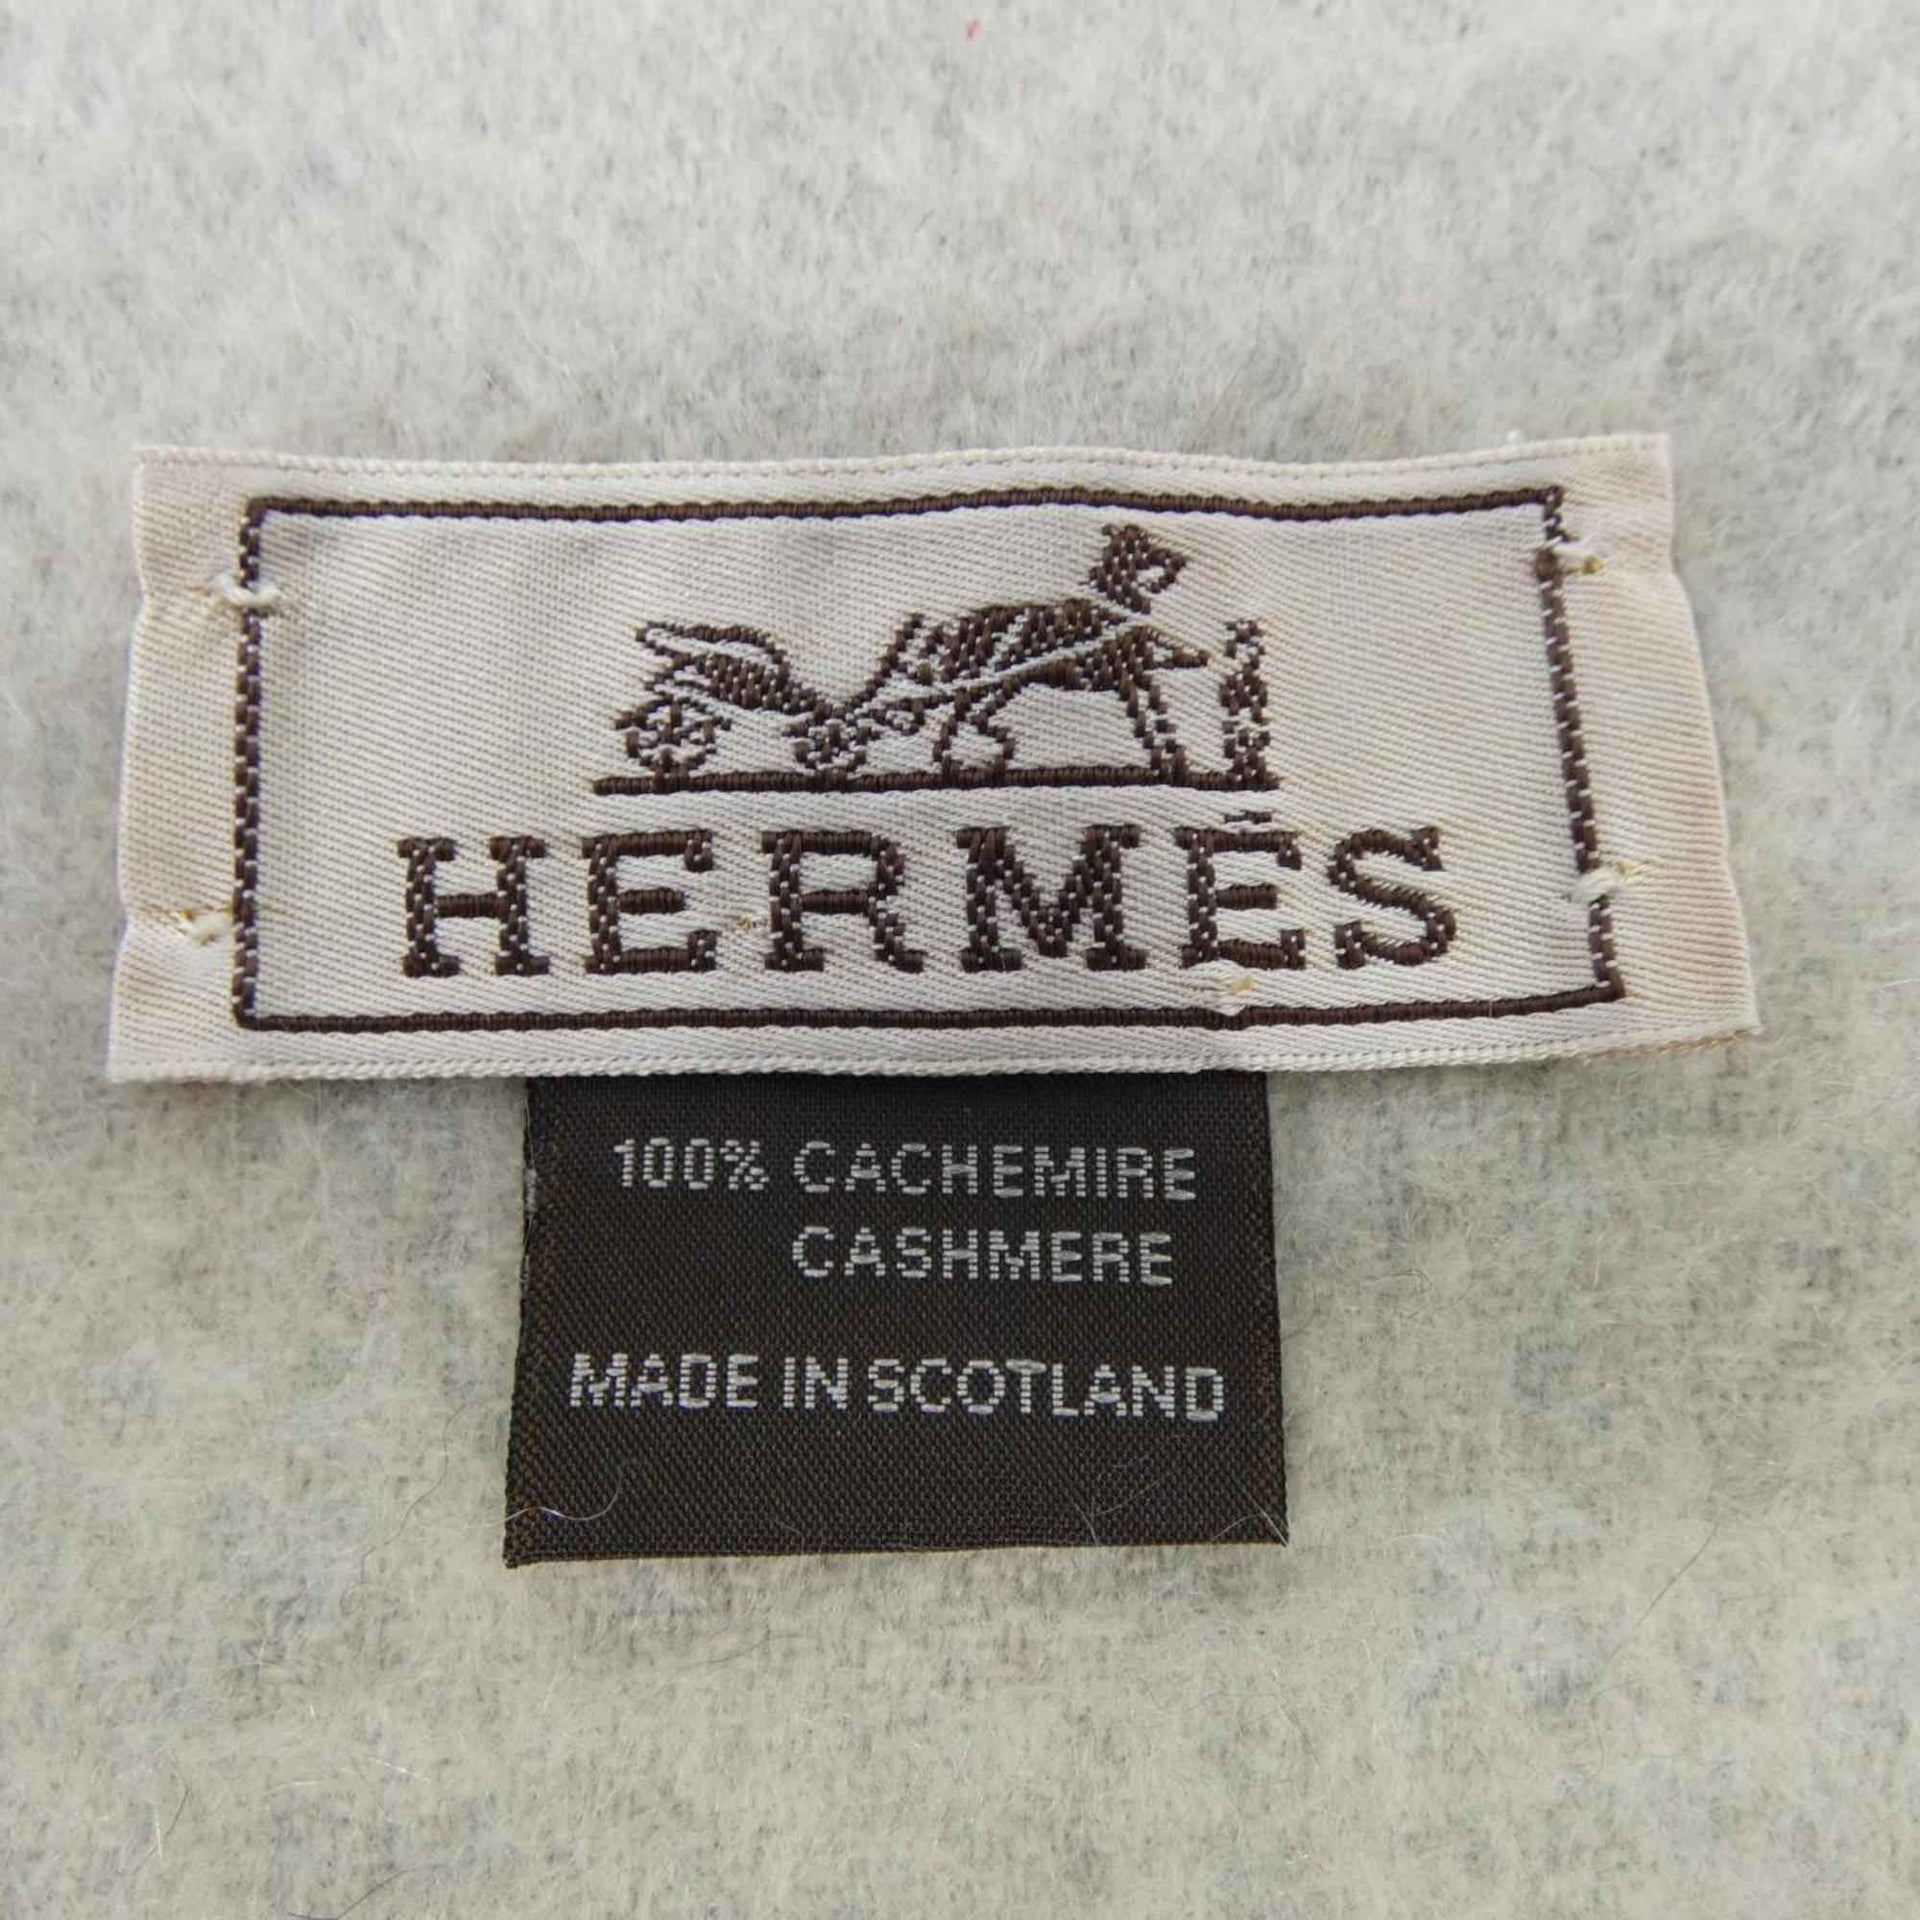 HERMÈS
100% CACHEMIRE
CASHMERE
MADE IN SCOTLAND